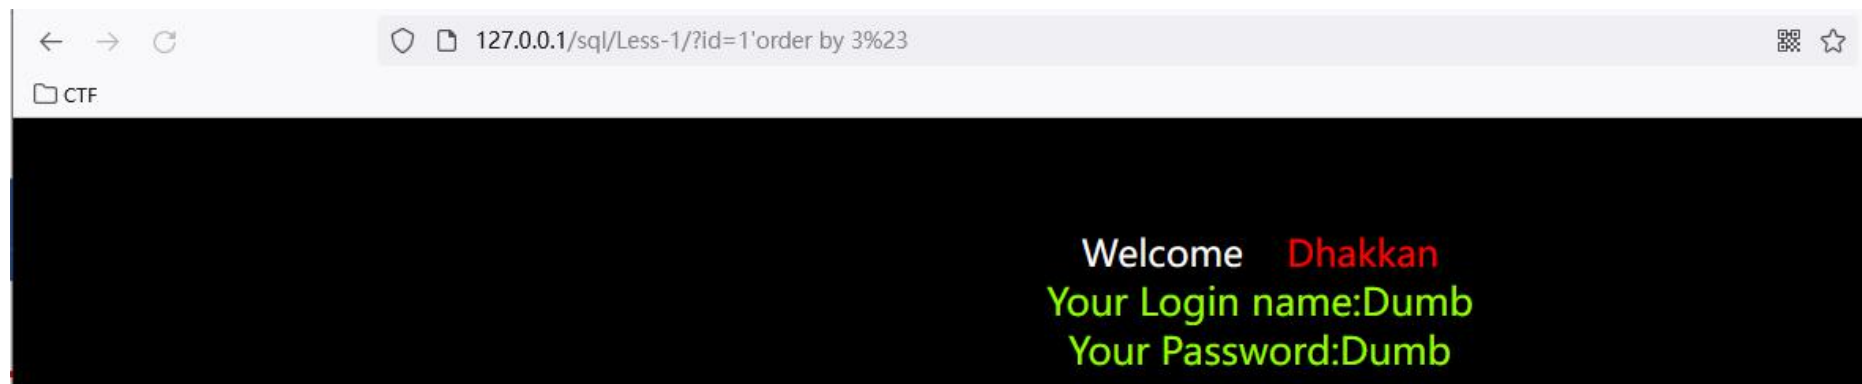 127.0.0.1/sql/Less-1/?id=1'order by 3%23
CTF
Welcome Dhakkan
Your Login name:Dumb
Your Password:Dumb